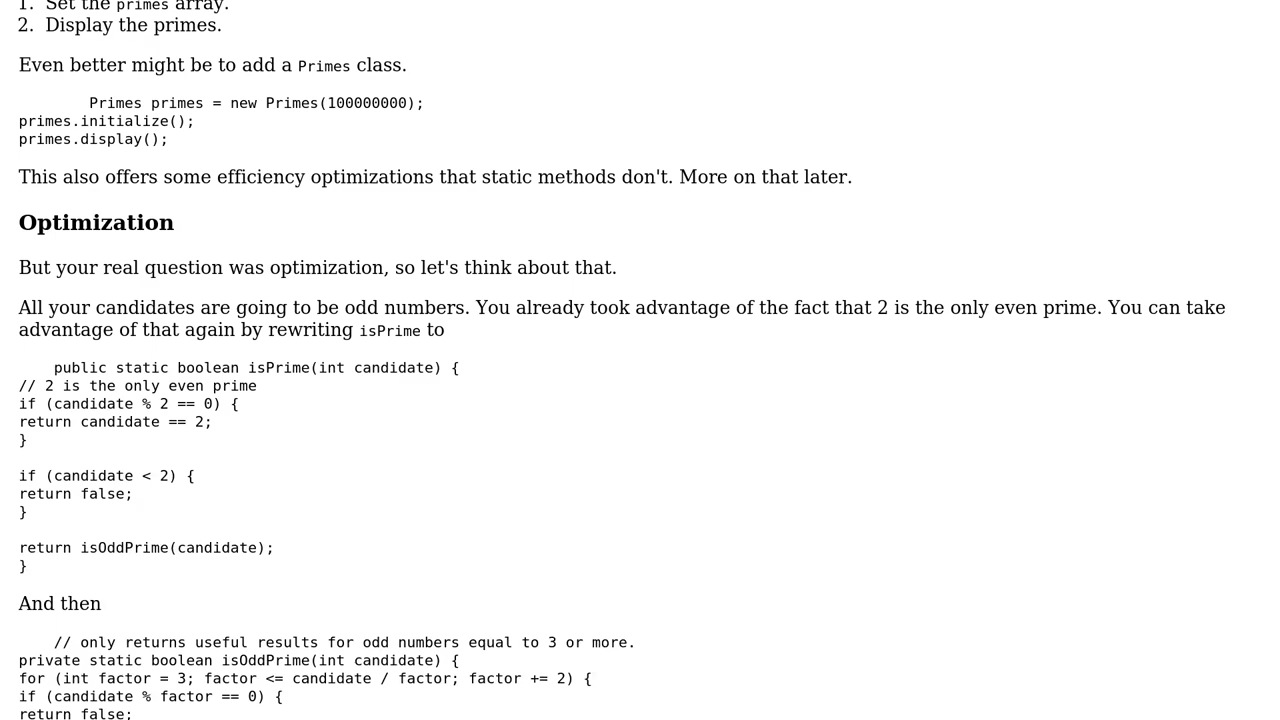 1. Set the primes array.
2. Display the primes.
Even better might be to add a Primes class.
Primes primes = new Primes(100000000);
primes.initialize();
primes.display();
This also offers some efficiency optimizations that static methods don't. More on that later.
Optimization
But your real question was optimization, so let's think about that.
All your candidates are going to be odd numbers. You already took advantage of the fact that 2 is the only even prime. You can take
advantage of that again by rewriting isPrime to
public static boolean isPrime(int candidate) {
// 2 is the only even prime
if (candidate % 2 == 0) {
return candidate == 2;
}
if (candidate < 2) {
return false;
}
return isOddPrime(candidate);
}
And then
// only returns useful results for odd numbers equal to 3 or more.
private static boolean isOddPrime(int candidate) {
for (int factor = 3; factor <= candidate / factor; factor += 2) {
if (candidate % factor == 0) {
return false;